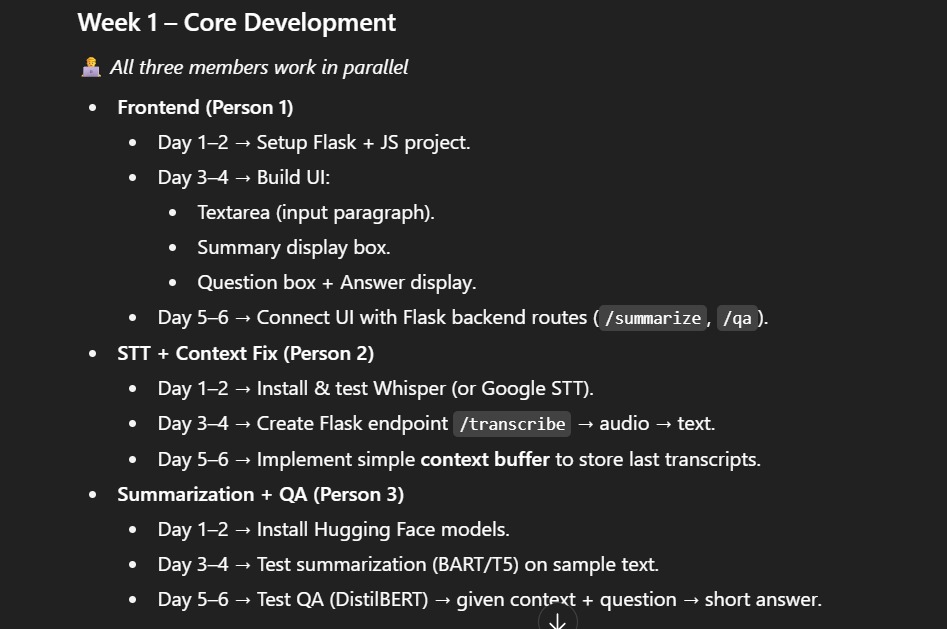 Week 1 – Core Development
🧑‍💻 All three members work in parallel
• Frontend (Person 1)
• Day 1–2 → Setup Flask + JS project.
• Day 3–4 → Build UI:
• Textarea (input paragraph).
• Summary display box.
• Question box + Answer display.
• Day 5–6 → Connect UI with Flask backend routes ( /summarize , /qa ).
• STT + Context Fix (Person 2)
• Day 1–2 → Install & test Whisper (or Google STT).
• Day 3–4 → Create Flask endpoint /transcribe → audio → text.
• Day 5–6 → Implement simple context buffer to store last transcripts.
• Summarization + QA (Person 3)
• Day 1–2 → Install Hugging Face models.
• Day 3–4 → Test summarization (BART/T5) on sample text.
• Day 5–6 → Test QA (DistilBERT) → given context + question → short answer.